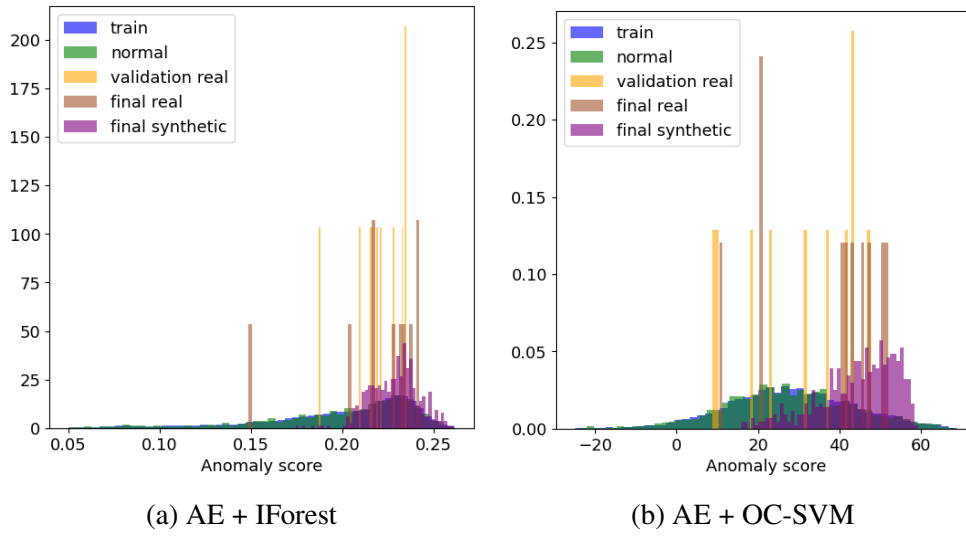 200
175
150
125
100
75
50
25
0
train
normal
validation real
final real
final synthetic
0.05 0.10 0.15 0.20 0.25
Anomaly score
(a) AE + IForest
0.25
0.20
0.15
0.10
0.05
0.00
train
normal
validation real
final real
final synthetic
−20 0 20 40 60
Anomaly score
(b) AE + OC-SVM